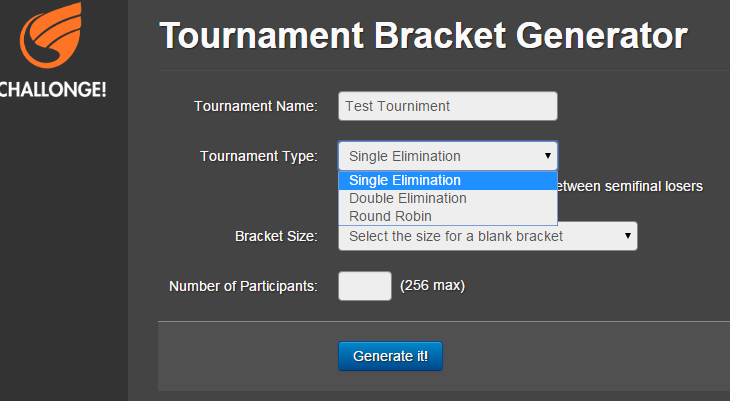 CHALLONGE!
Tournament Bracket Generator
Tournament Name: Test Tourniment
Tournament Type: Single Elimination
Single Elimination
etween semifinal losers
Double Elimination
Round Robin
Bracket Size: Select the size for a blank bracket
Number of Participants: (256 max)
Generate it!